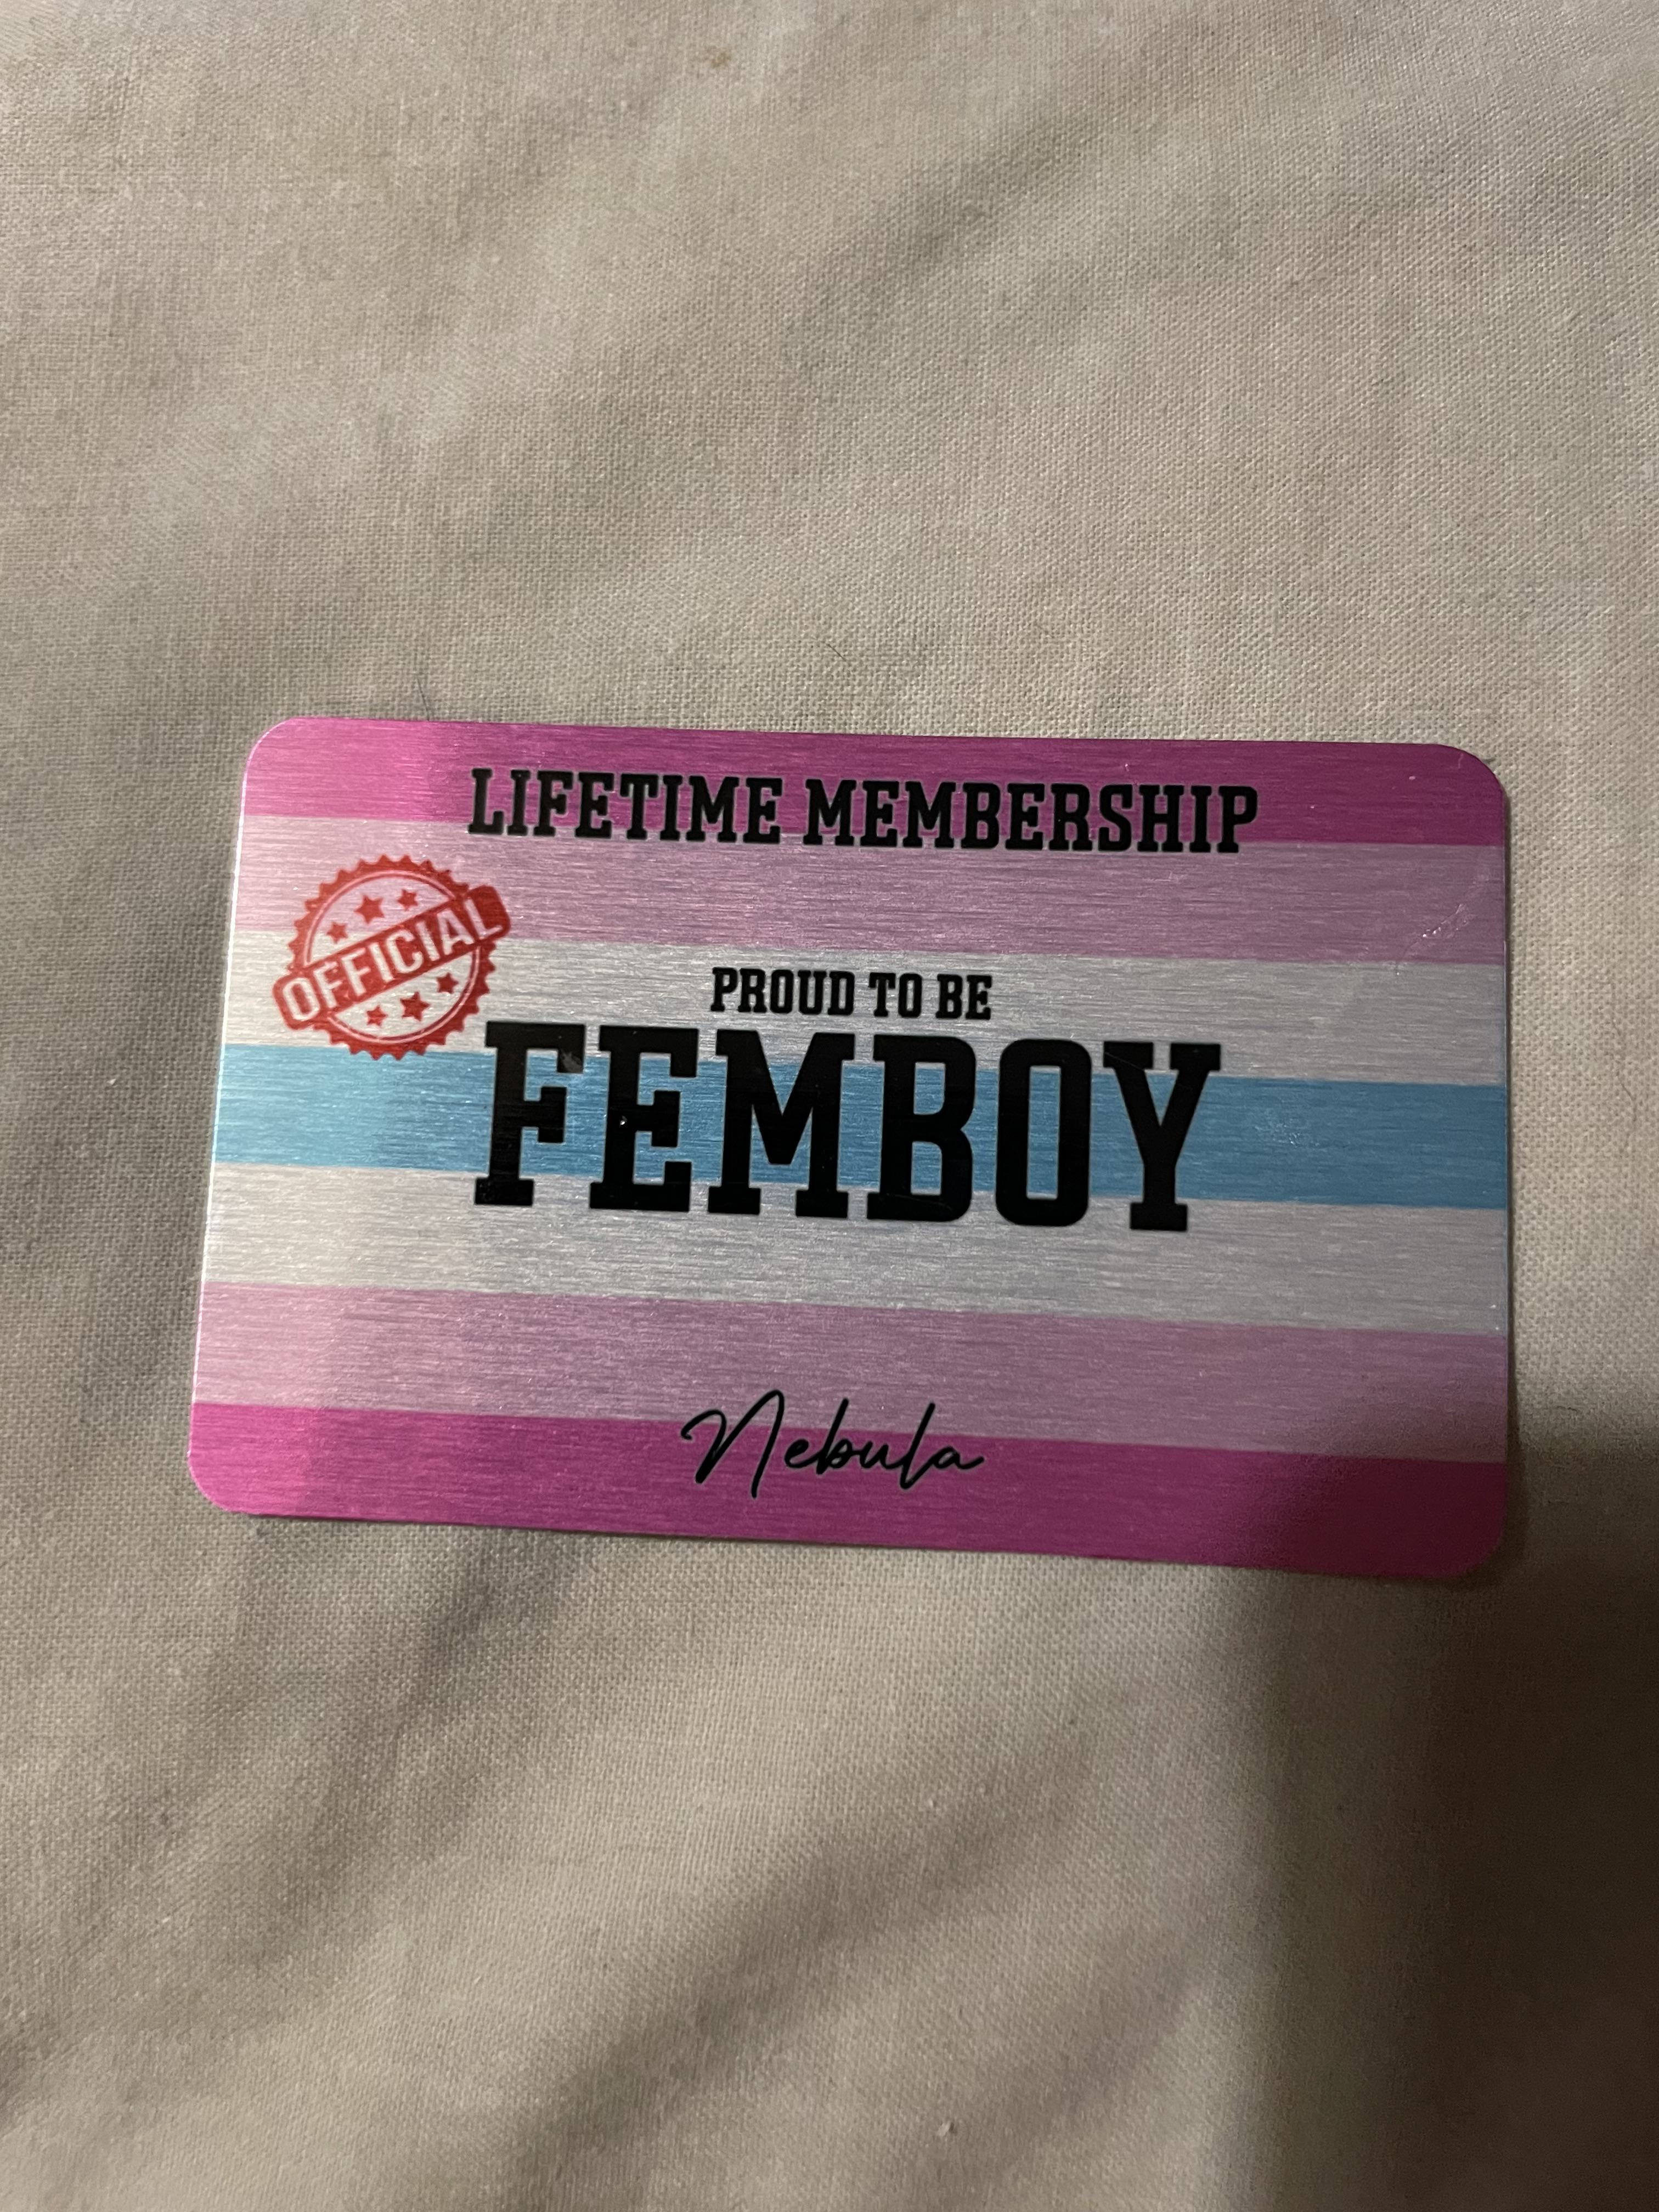 LIFETIME MEMBERSHIP
OFFICIAL
PROUD TO BE
FEMBOY
Nebula